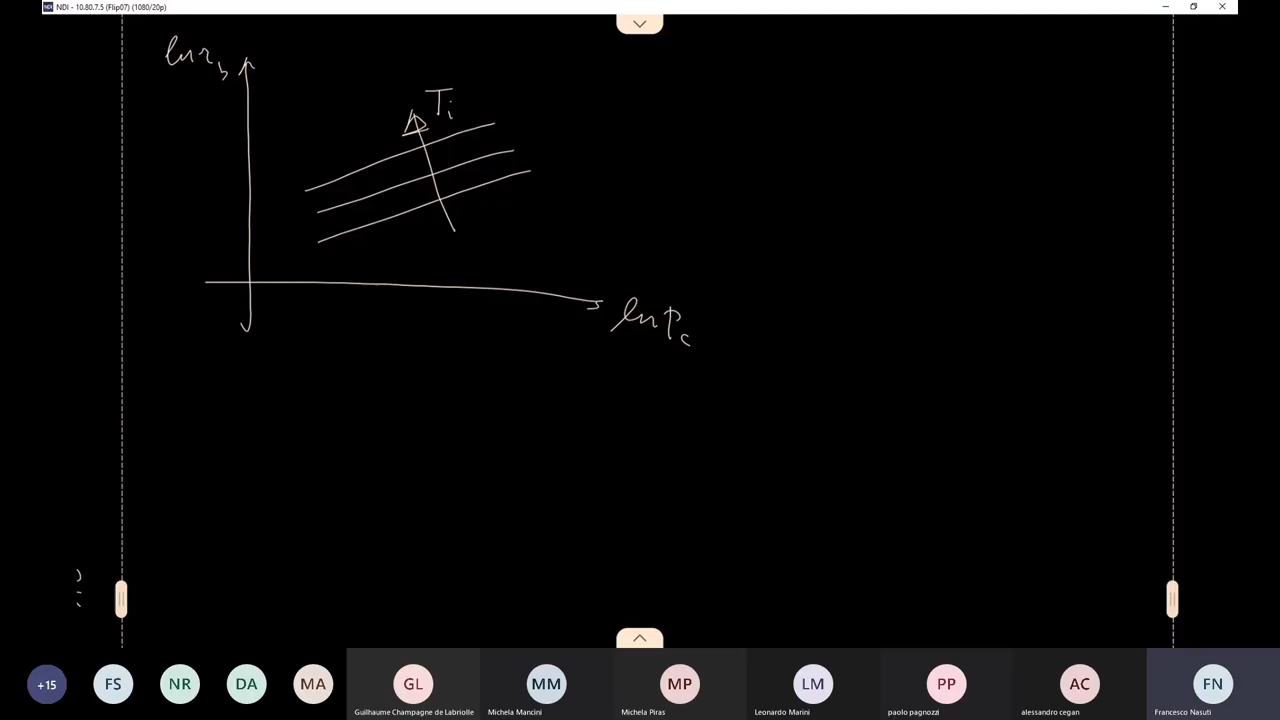 NDI - 10.80.7.5 (Flip07) (1080/20p)
ln r_b
T_i
ln p_c
+15
FS
NR
DA
MA
GL
MM
MP
LM
PP
AC
FN
Guilhaume Champagne de Labriolle
Michela Mancini
Michela Piras
Leonardo Marini
paolo pagnozzi
alessandro cegan
Francesco Nasuti